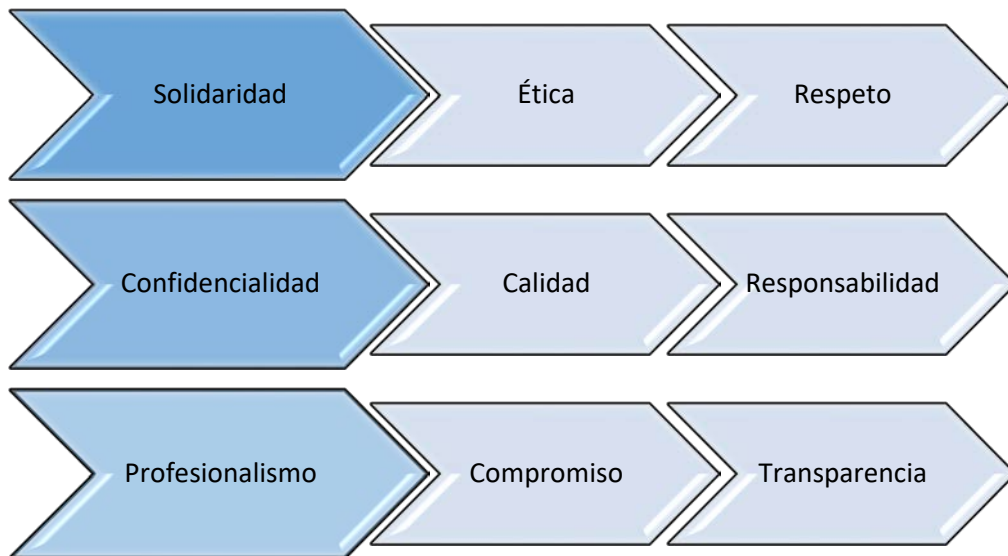 Solidaridad
Ética
Respeto
Confidencialidad
Calidad
Responsabilidad
Profesionalismo
Compromiso
Transparencia